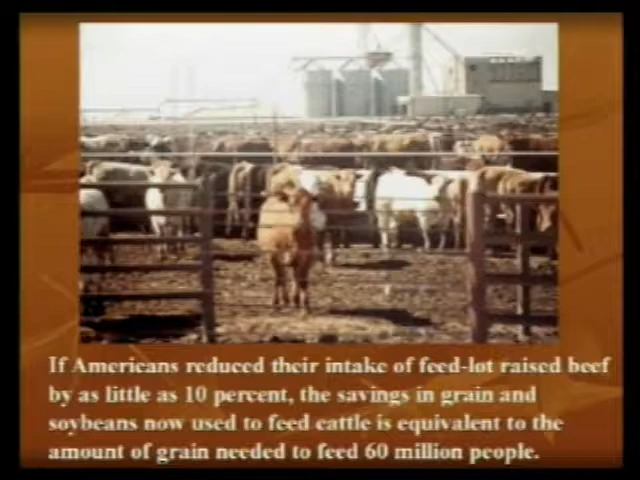 If Americans reduced their intake of feed-lot raised beef
by as little as 10 percent, the savings in grain and
soybeans now used to feed cattle is equivalent to the
amount of grain needed to feed 60 million people.